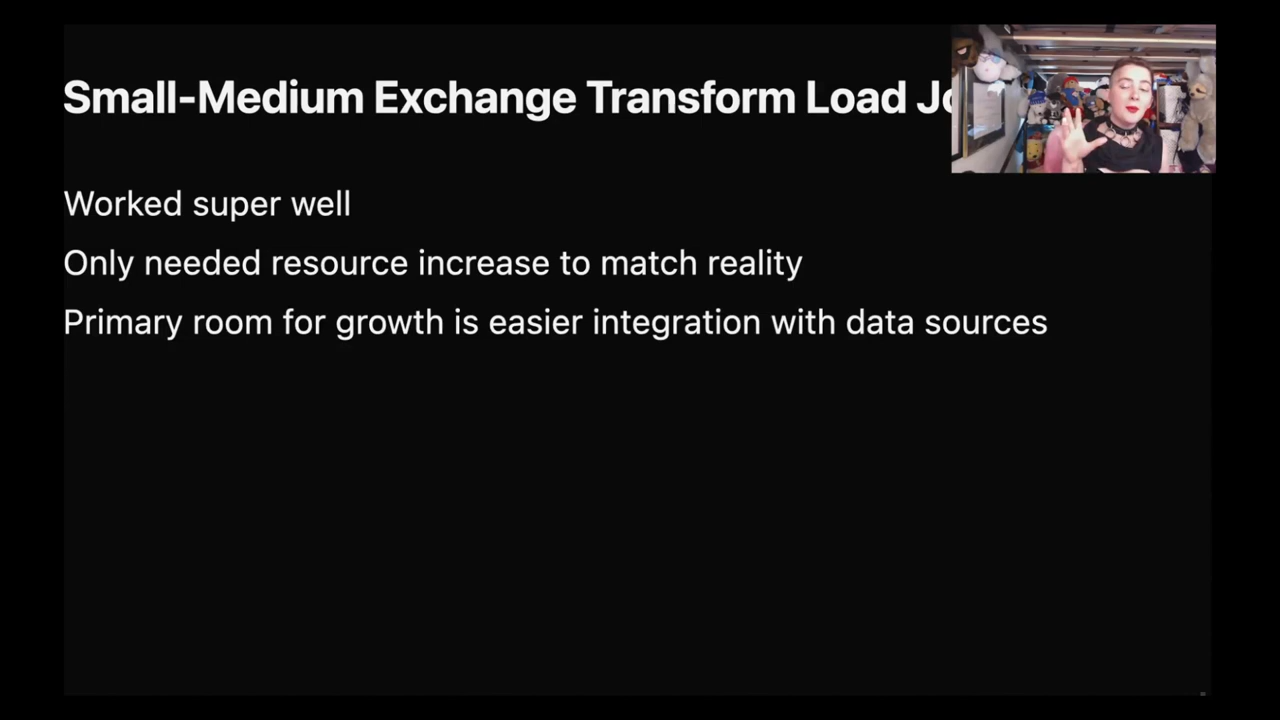 Small-Medium Exchange Transform Load
Worked super well
Only needed resource increase to match reality
Primary room for growth is easier integration with data sources